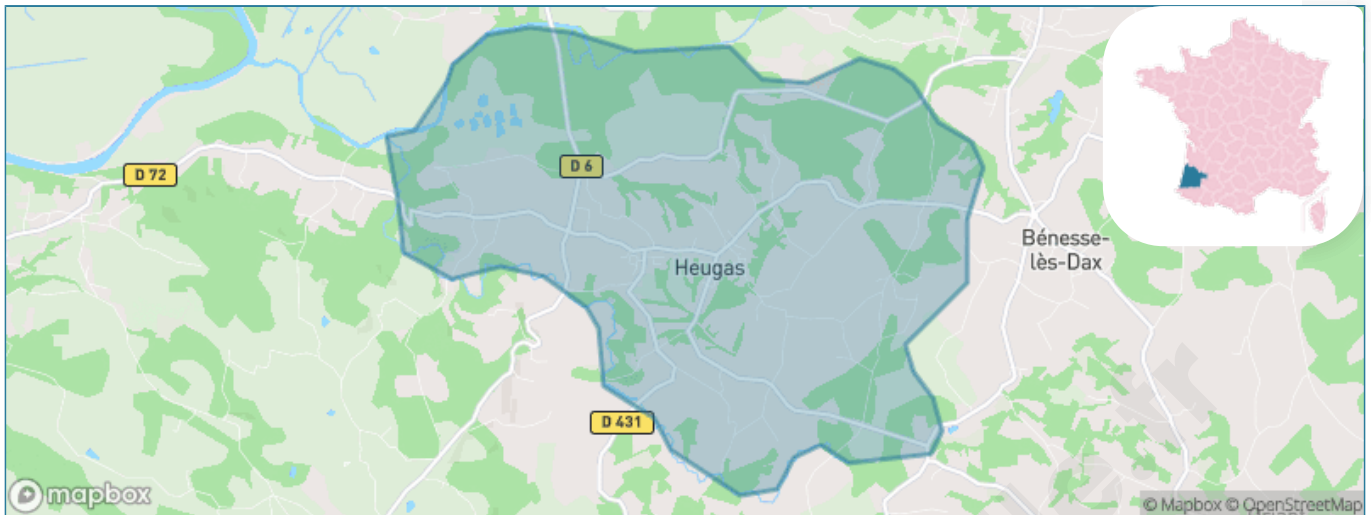 D 6
D 72
Bénesse-
lès-Dax
Heugas
D 431
mapbox
© Mapbox © OpenStreetMap